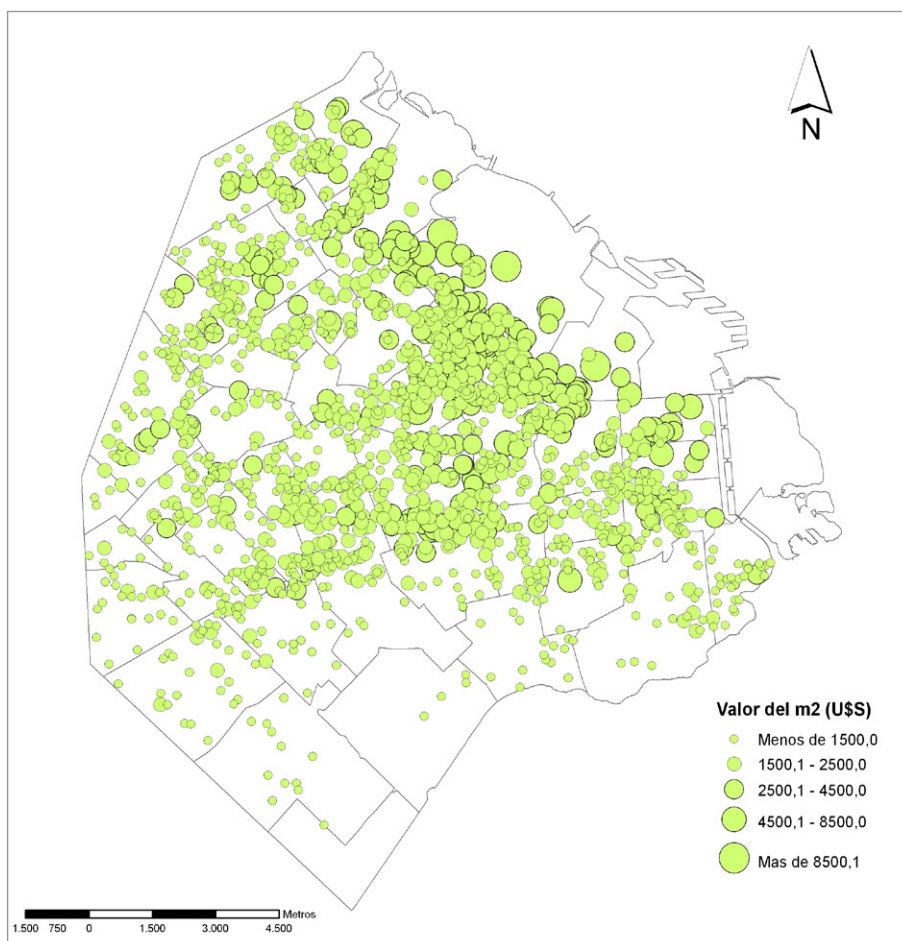 N
Valor del m2 (U$S)
Menos de 1500,0
1500,1 - 2500,0
2500,1 - 4500,0
4500,1 - 8500,0
Mas de 8500,1
Metros
1.500 750 0 1.500 3.000 4.500